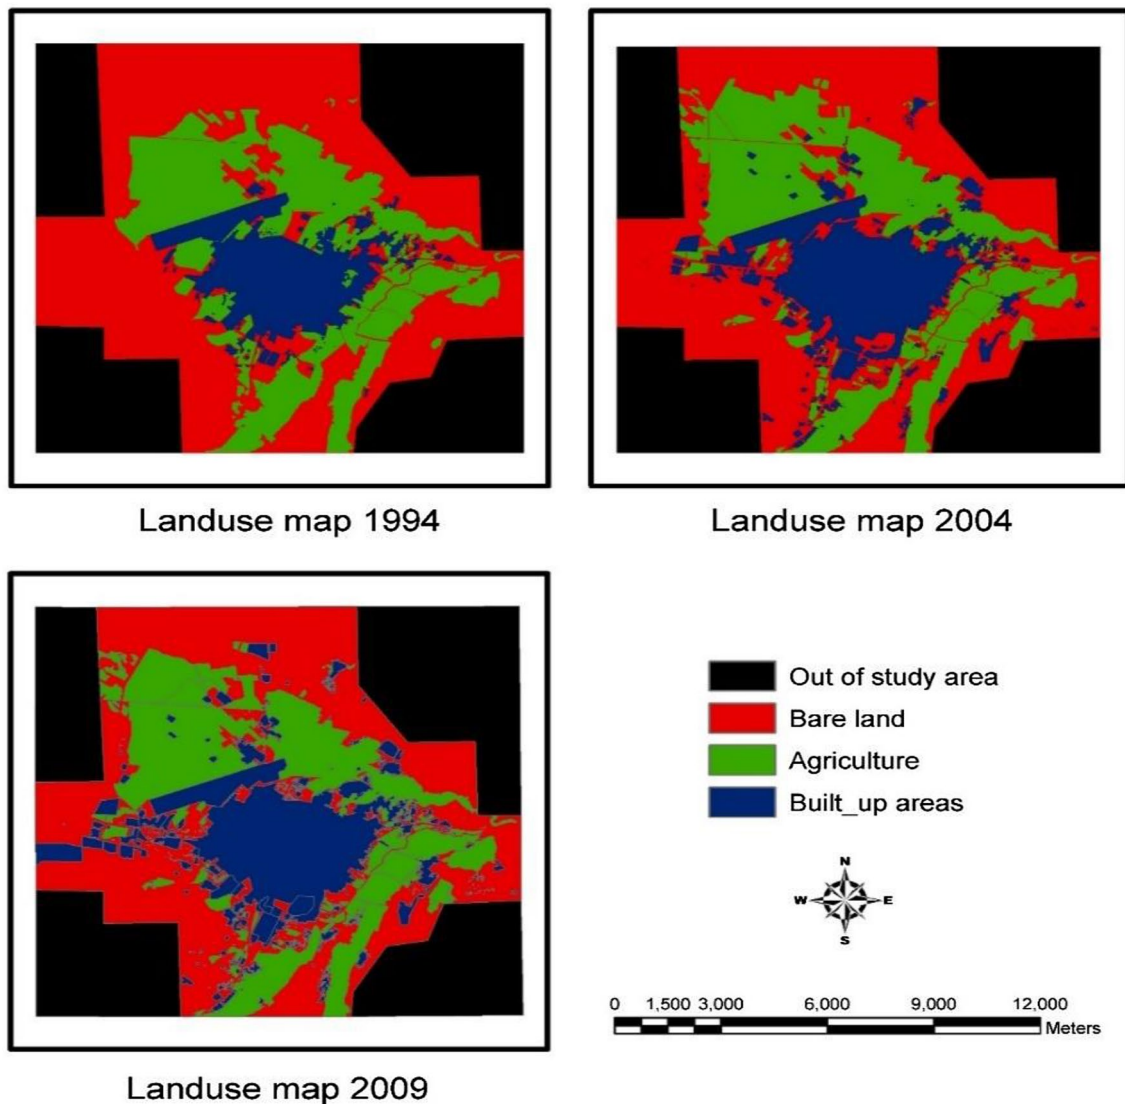 Landuse map 1994
Landuse map 2004
Out of study area
Bare land
Agriculture
Built_up areas
N
W E
S
0 1,500 3,000 6,000 9,000 12,000
Meters
Landuse map 2009